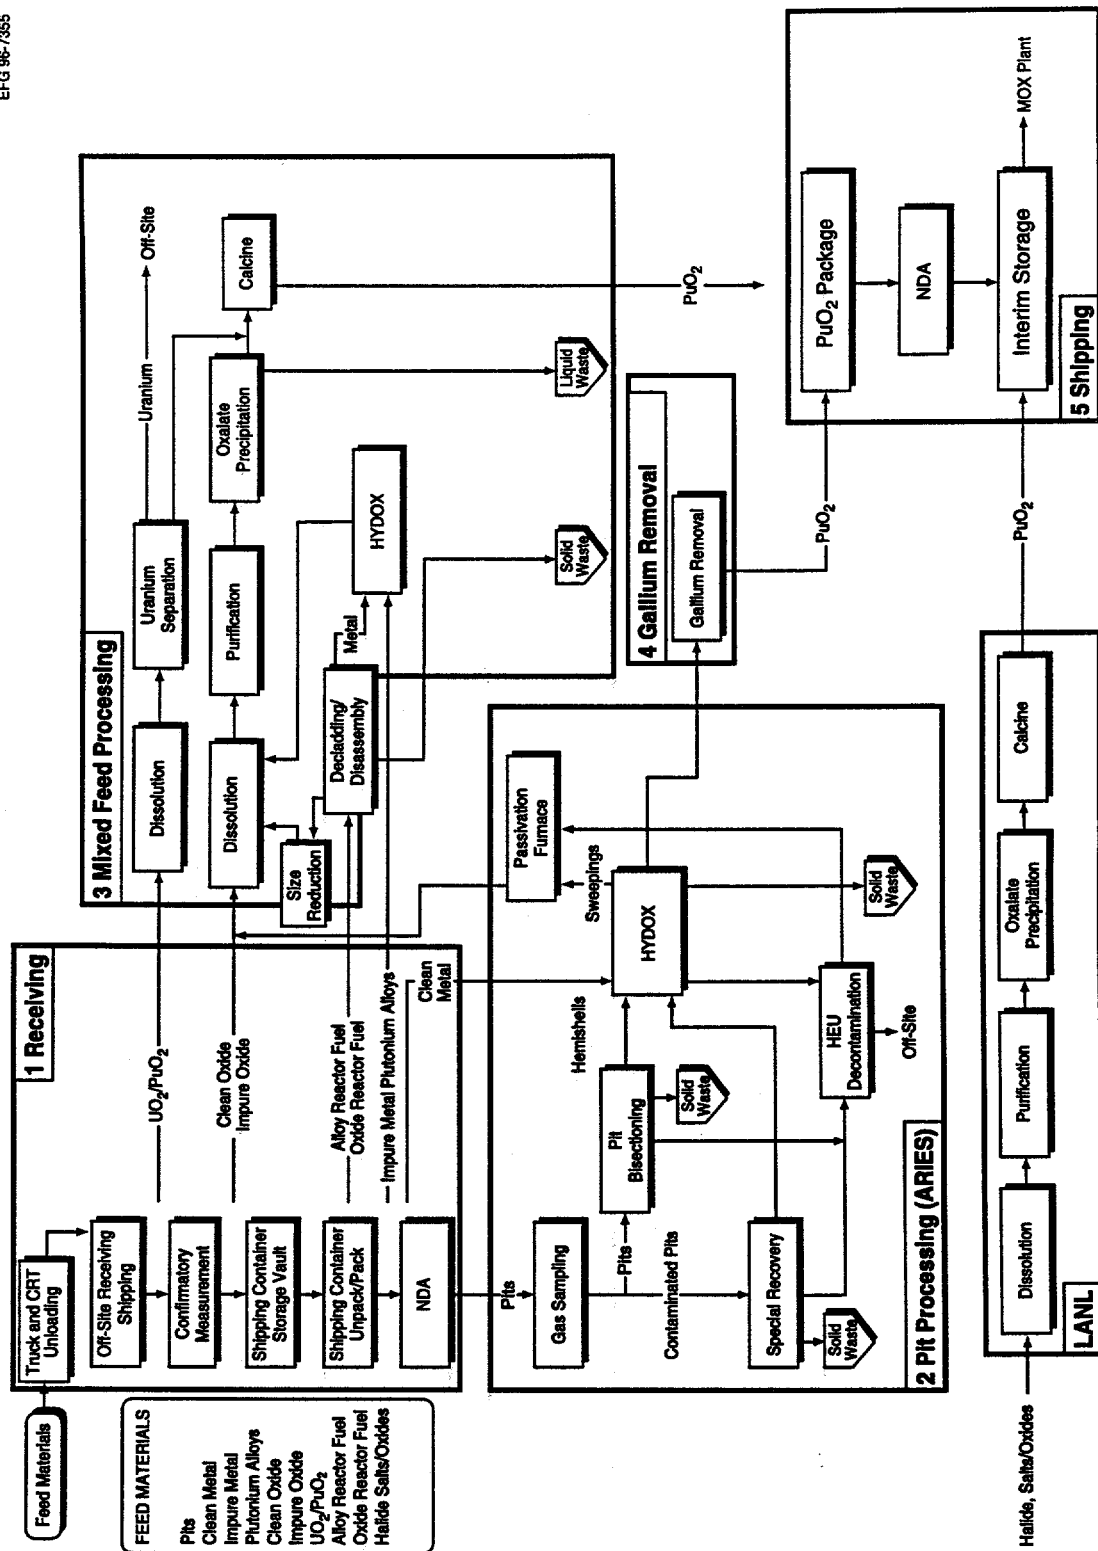 EFG 96-7355
Feed Materials
FEED MATERIALS
Pits
Clean Metal
Impure Metal
Plutonium Alloys
Clean Oxide
Impure Oxide
UO2/PuO2
Alloy Reactor Fuel
Oxide Reactor Fuel
Halide Salts/Oxides
1 Receiving
Truck and CRT
Unloading
Off-Site Receiving
Shipping
Confirmatory
Measurement
Shipping Container
Storage Vault
Shipping Container
Unpack/Pack
NDA
UO2/PuO2
Clean Oxide
Impure Oxide
Alloy Reactor Fuel
Oxide Reactor Fuel
Impure Metal Plutonium Alloys
Clean
Metal
Pits
3 Mixed Feed Processing
Dissolution
Uranium
Separation
Uranium
Off-Site
Dissolution
Purification
Oxalate
Precipitation
Calcine
Size
Reduction
Decladding/
Disassembly
Metal
HYDOX
Solid
Waste
Liquid
Waste
PuO2
2 Pit Processing (ARIES)
Gas Sampling
Pits
Contaminated Pits
Special Recovery
Solid
Waste
Pit
Bisectioning
Solid
Waste
Hemishells
HYDOX
Sweepings
Passivation
Furnace
HEU
Decontamination
Off-Site
Solid
Waste
4 Gallium Removal
Gallium Removal
PuO2
LANL
Halide, Salts/Oxides
Dissolution
Purification
Oxalate
Precipitation
Calcine
PuO2
5 Shipping
PuO2 Package
NDA
Interim Storage
MOX Plant